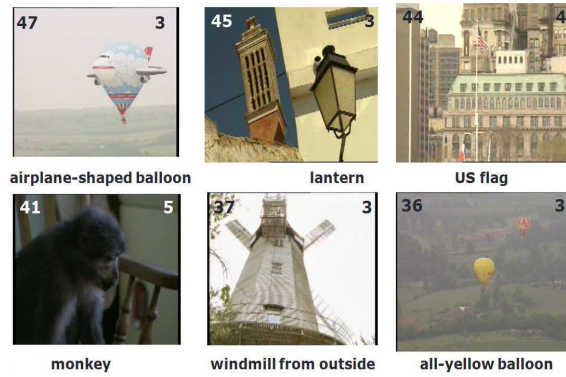 47 3
45 3
44 4
airplane-shaped balloon
lantern
US flag
41 5
37 3
36 3
monkey
windmill from outside
all-yellow balloon